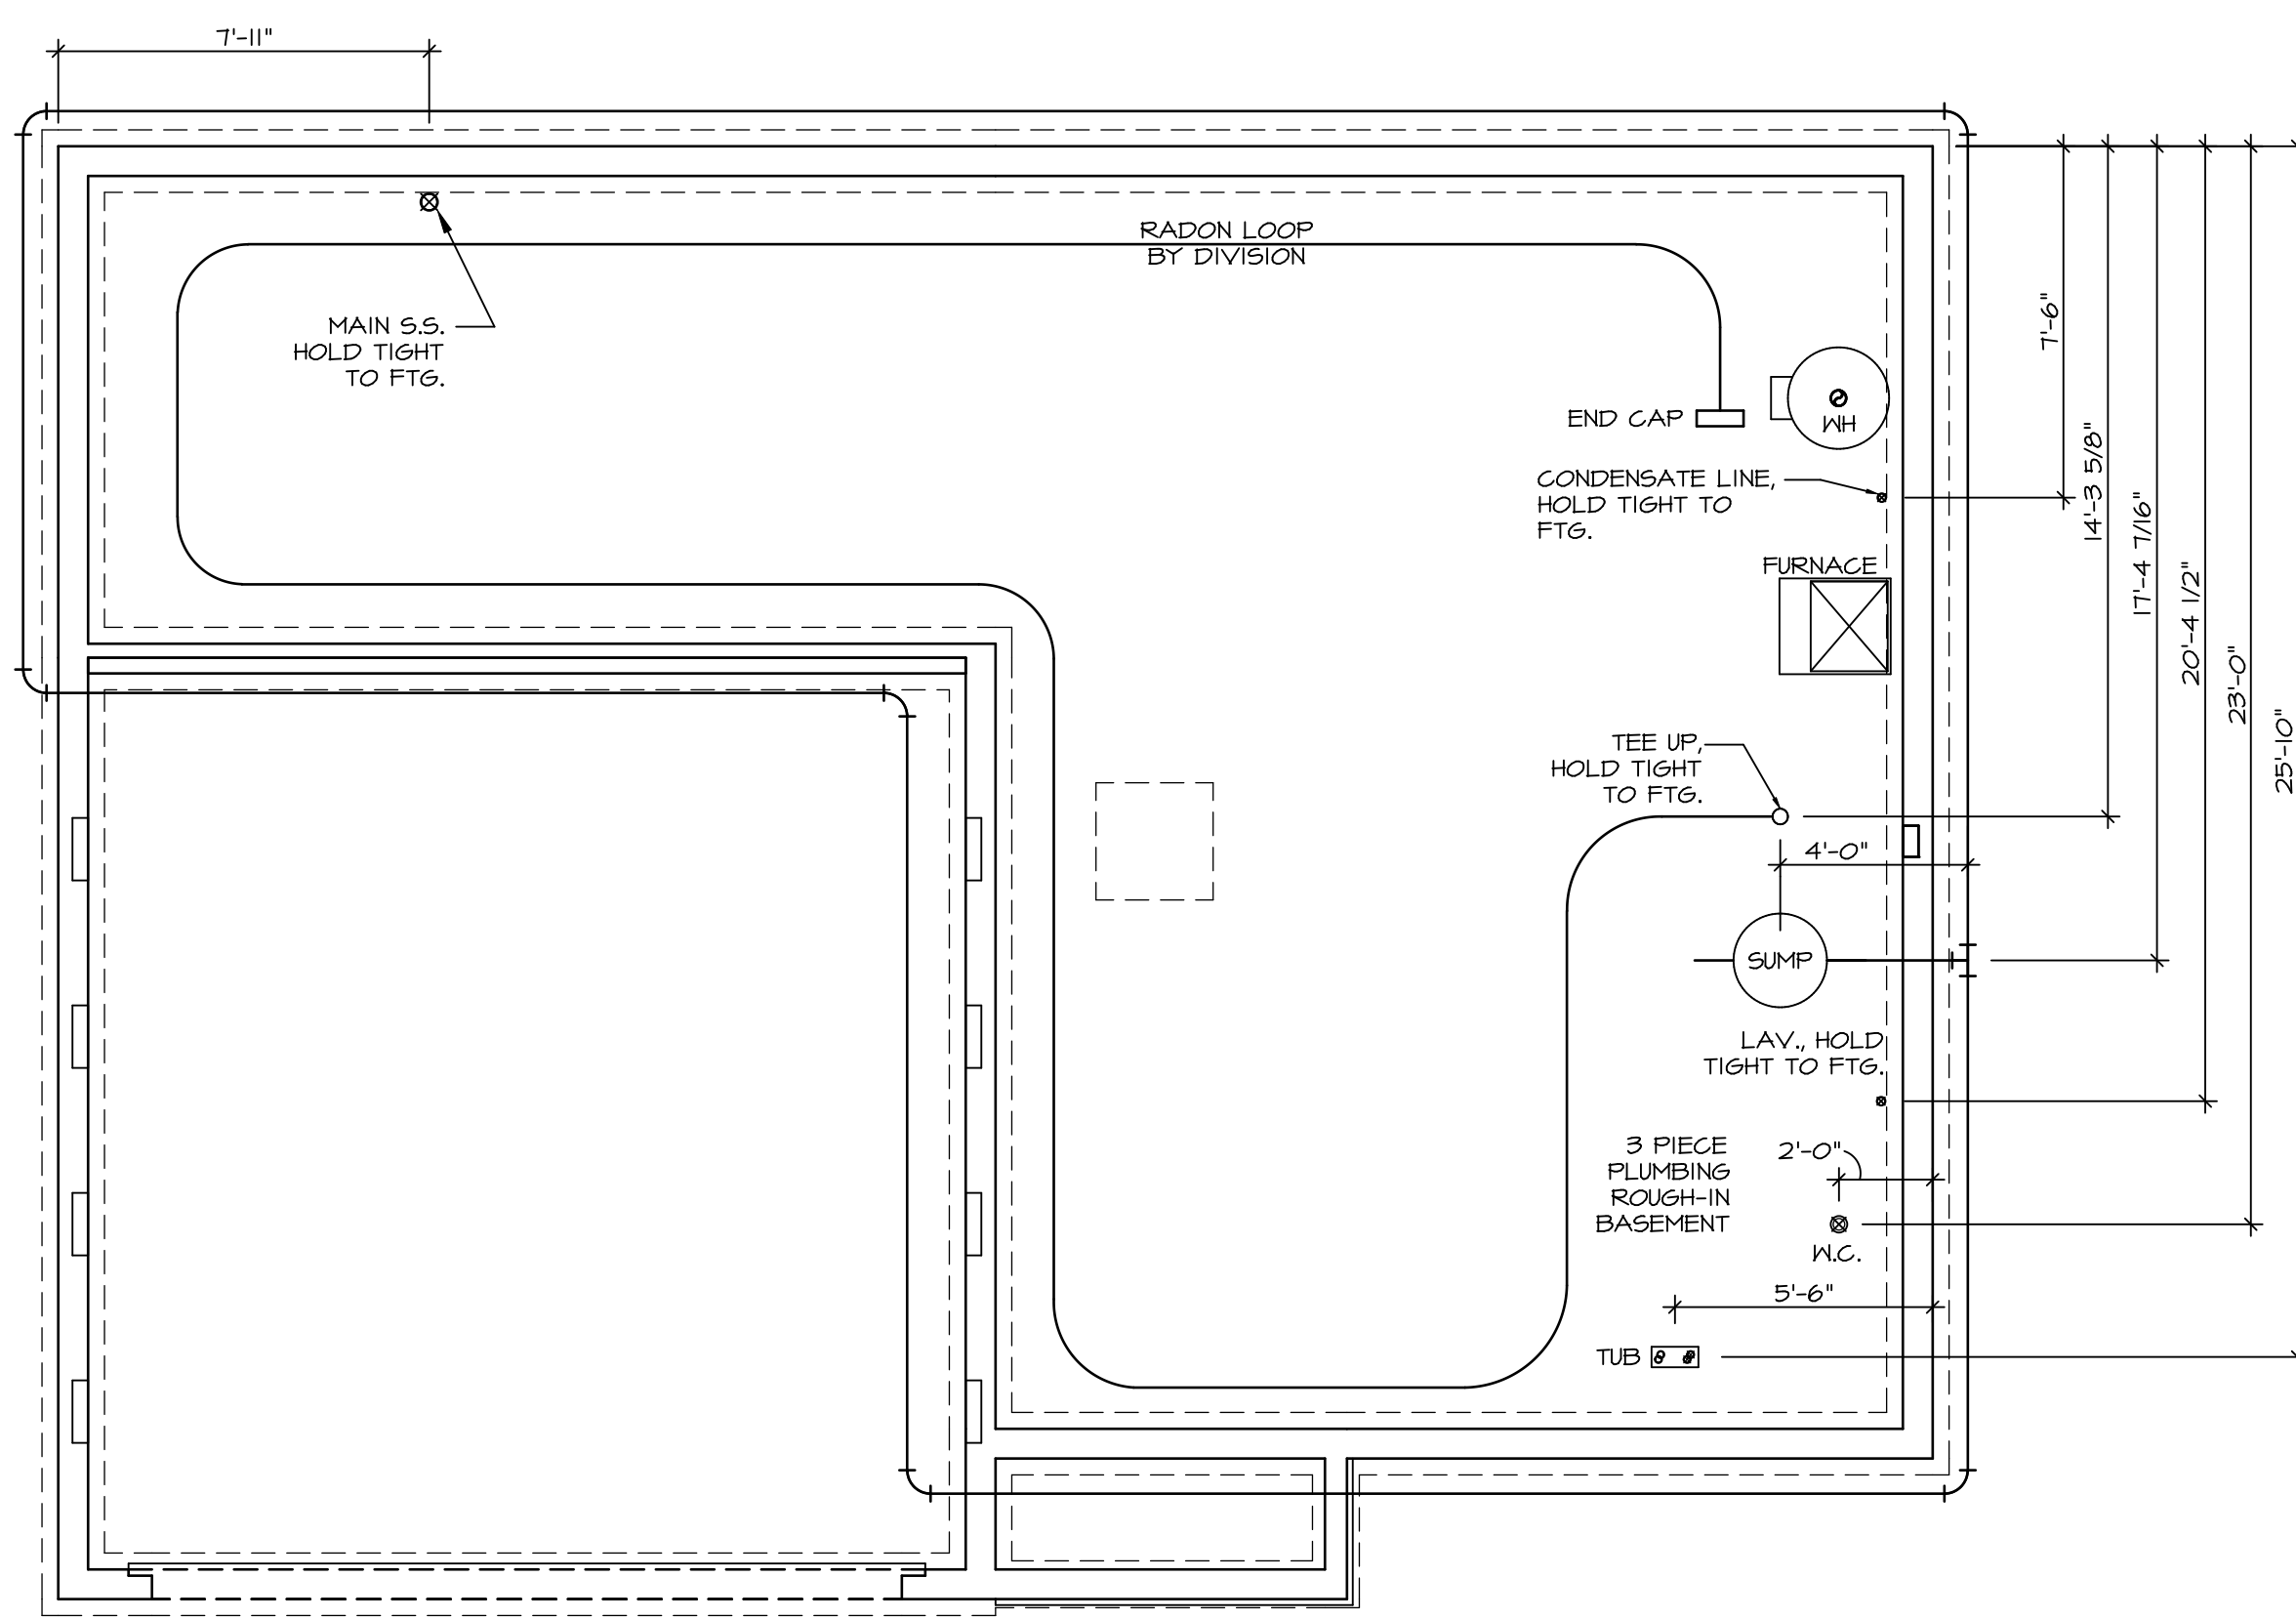 7'-11"
RADON LOOP
BY DIVISION
MAIN S.S.
HOLD TIGHT
TO FTG.
END CAP
WH
CONDENSATE LINE,
HOLD TIGHT TO
FTG.
FURNACE
7'-6"
14'-3 5/8"
17'-4 7/16"
20'-4 1/2"
23'-0"
25'-10"
TEE UP,
HOLD TIGHT
TO FTG.
4'-0"
SUMP
LAV., HOLD
TIGHT TO FTG.
3 PIECE
PLUMBING
ROUGH-IN
BASEMENT
2'-0"
W.C.
5'-6"
TUB